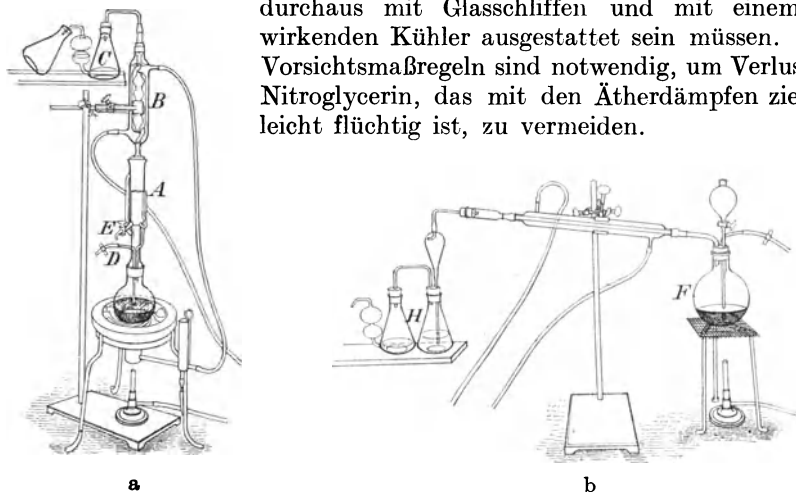 durchaus mit Glasschliffen und mit einem
wirkenden Kühler ausgestattet sein müssen.
Vorsichtsmaßregeln sind notwendig, um Verlus
Nitroglycerin, das mit den Ätherdämpfen zie
leicht flüchtig ist, zu vermeiden.
C
B
A
E
D
F
H
a
b